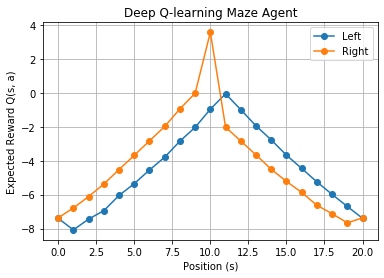 Deep Q-learning Maze Agent
Left
Right
Expected Reward Q(s, a)
4
2
0
−2
−4
−6
−8
0.0 2.5 5.0 7.5 10.0 12.5 15.0 17.5 20.0
Position (s)